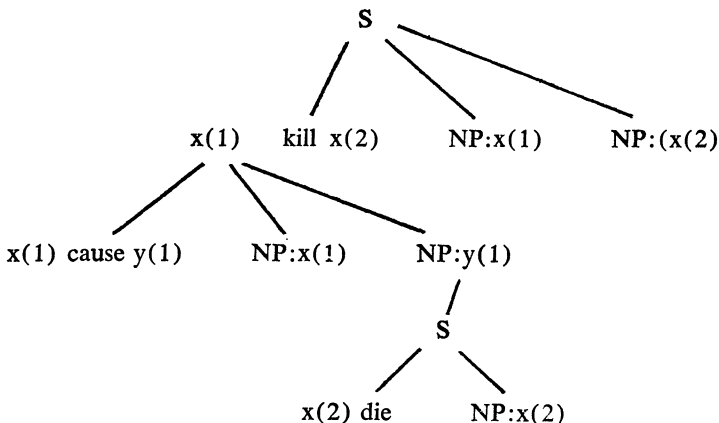 S
x(1) kill x(2) NP:x(1) NP:(x(2)
x(1) cause y(1) NP:x(1) NP:y(1)
S
x(2) die NP:x(2)